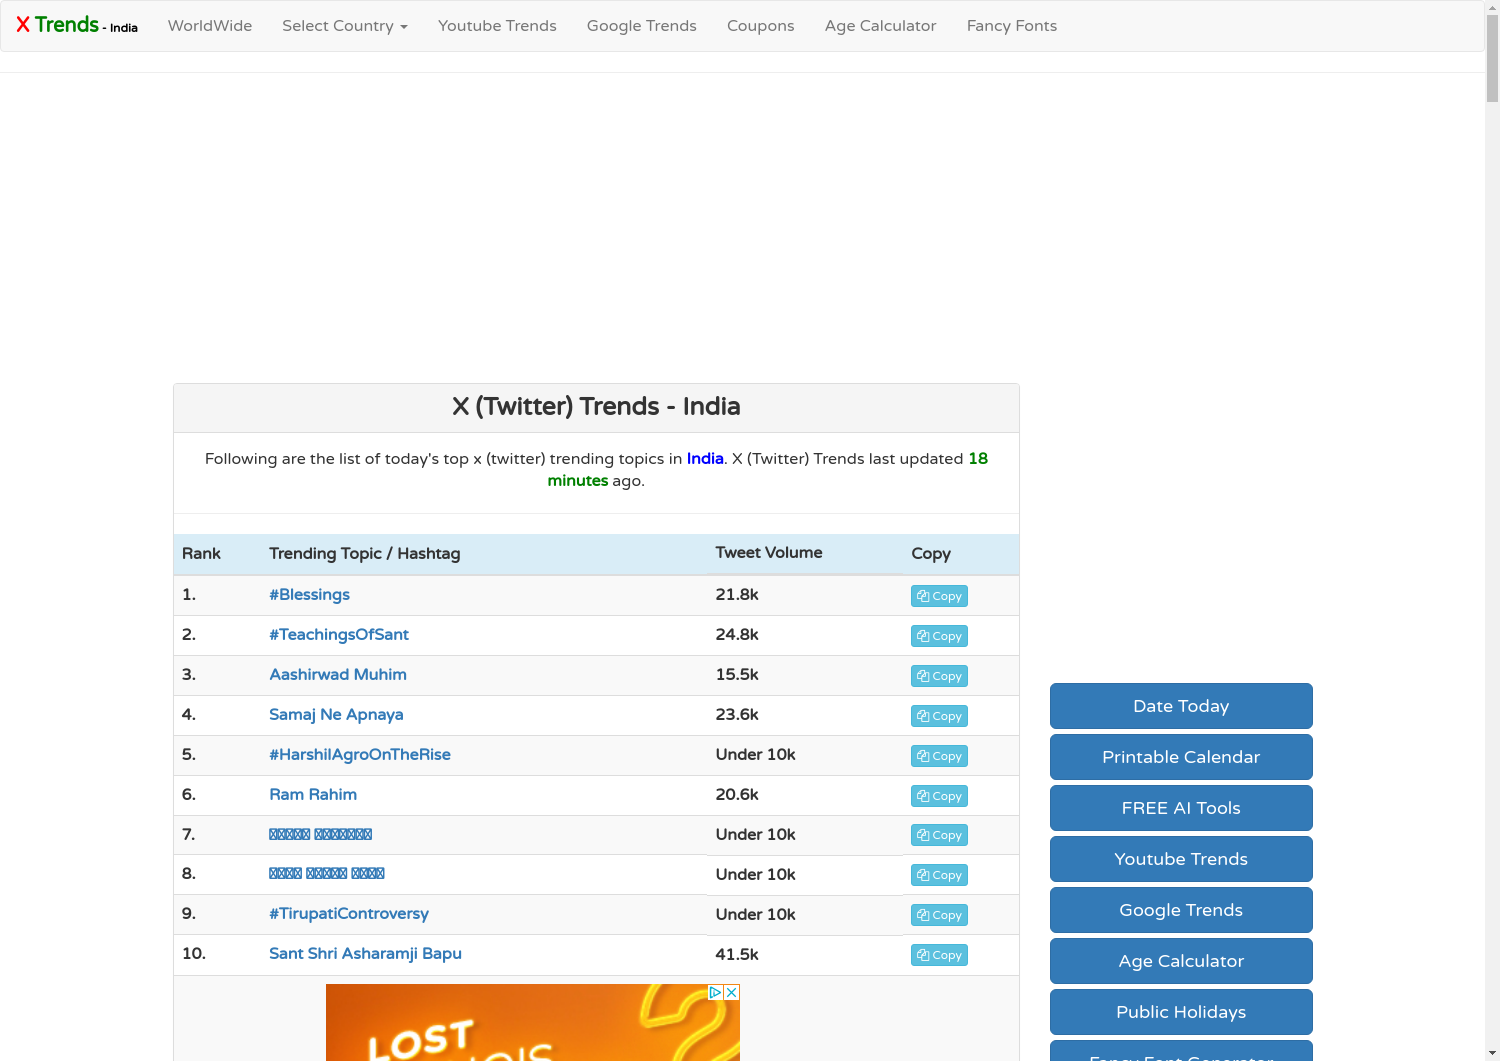 X Trends - India WorldWide Select Country Youtube Trends Google Trends Coupons Age Calculator Fancy Fonts
X (Twitter) Trends - India
Following are the list of today's top x (twitter) trending topics in India. X (Twitter) Trends last updated 18
minutes ago.
Rank Trending Topic / Hashtag Tweet Volume Copy
1. #Blessings 21.8k Copy
2. #TeachingsOfSant 24.8k Copy
3. Aashirwad Muhim 15.5k Copy
4. Samaj Ne Apnaya 23.6k Copy
5. #HarshilAgroOnTheRise Under 10k Copy
6. Ram Rahim 20.6k Copy
7. Under 10k Copy
8. Under 10k Copy
9. #TirupatiControversy Under 10k Copy
10. Sant Shri Asharamji Bapu 41.5k Copy
LOST
Date Today
Printable Calendar
FREE AI Tools
Youtube Trends
Google Trends
Age Calculator
Public Holidays
Fancy Font Generator